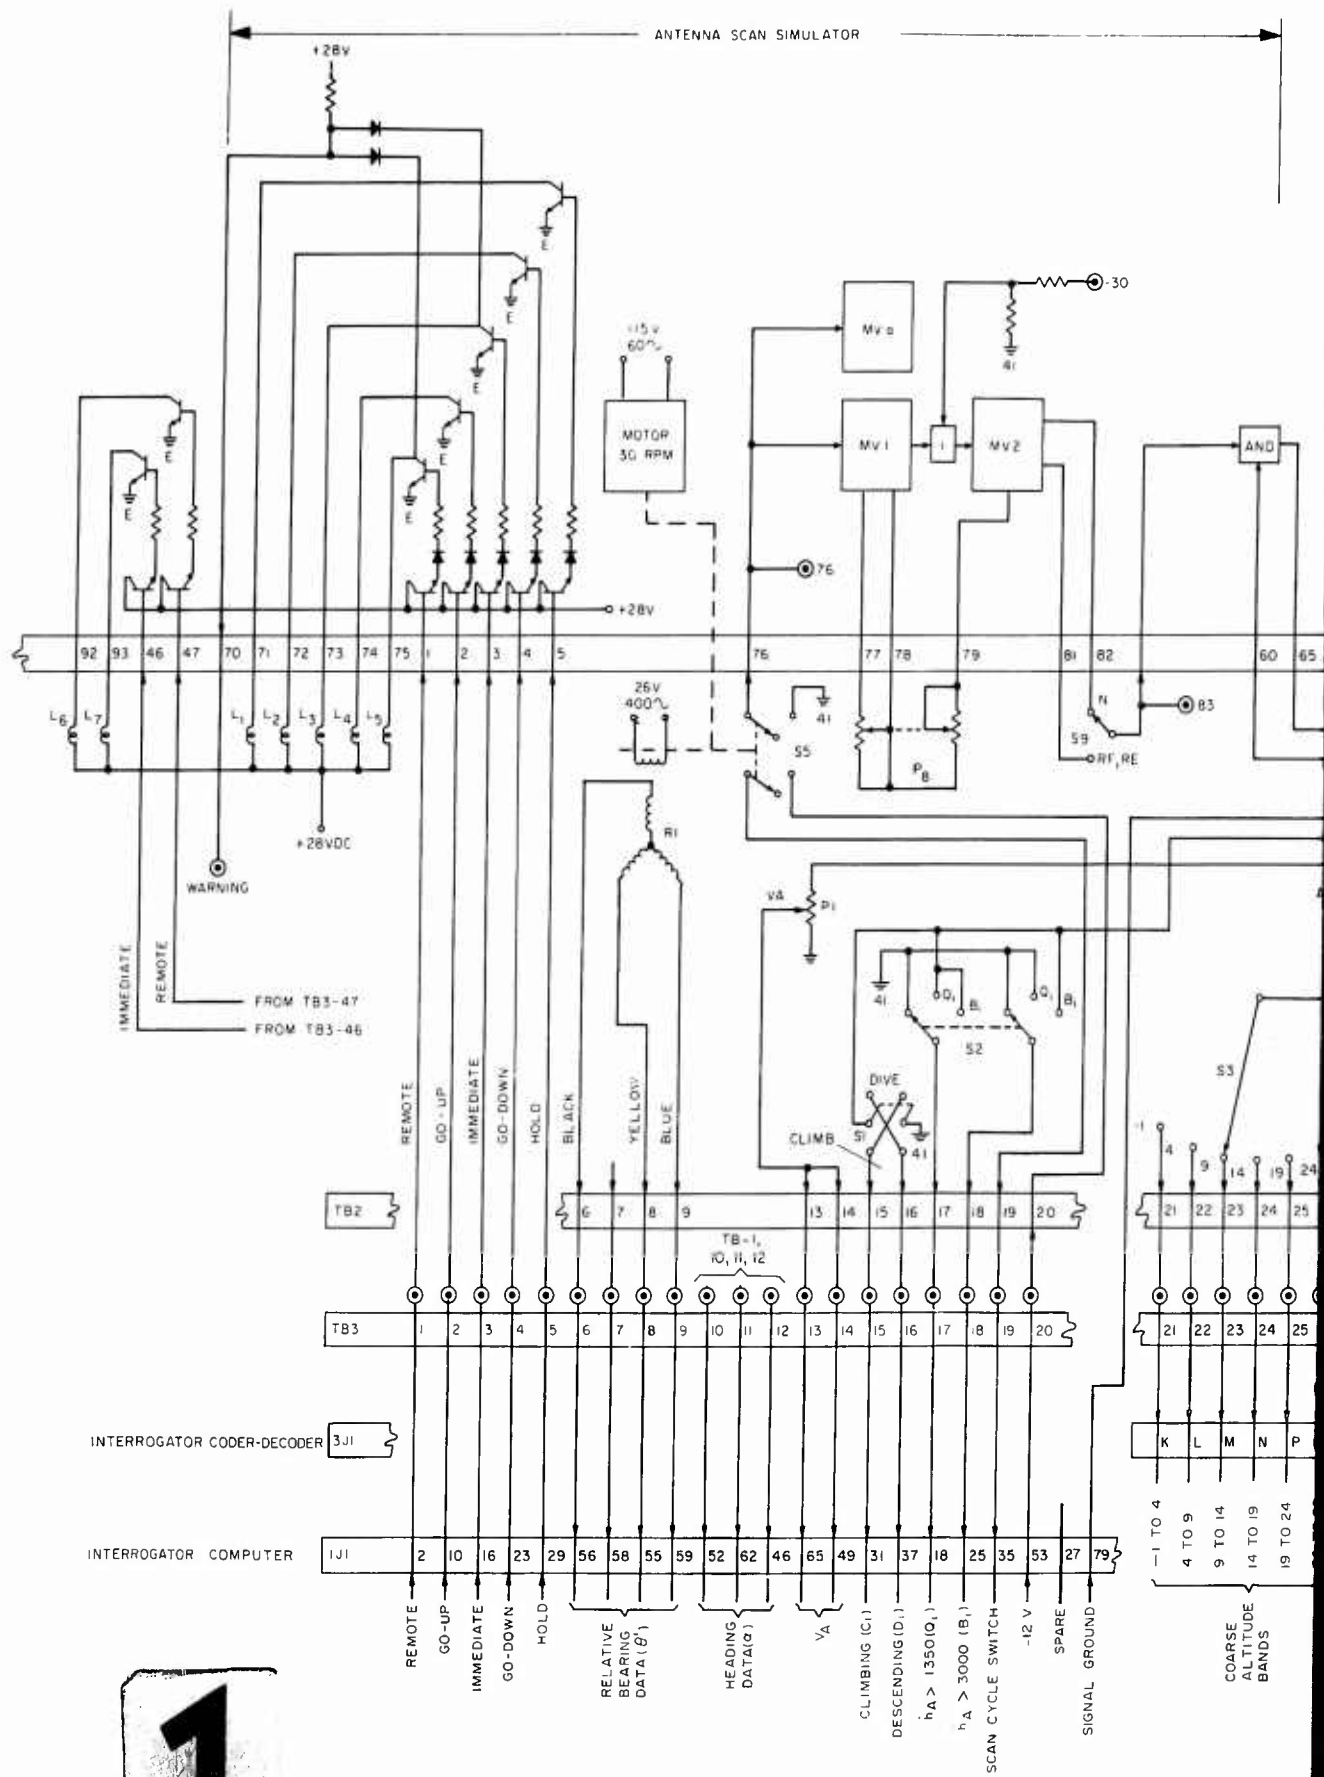 ANTENNA SCAN SIMULATOR
+28V
E
E
E
E
E
E
E
-30
41
MV a
60~
MOTOR
30 RPM
MV 1
1
MV2
AND
76
+28V
92 93 46 47 70 71 72 73 74 75 1 2 3 4 5 76 77 78 79 81 82 60 65
L6 L7 L1 L2 L3 L4 L5
26V
400~
41
S5
P8
N
S9
RF, RE
83
+28VDC
WARNING
R1
VA
P1
IMMEDIATE
REMOTE
FROM TB3-47
FROM TB3-46
41
Q1
B1
Q1
B1
S2
S3
REMOTE
GO-UP
IMMEDIATE
GO-DOWN
HOLD
BLACK
YELLOW
BLUE
DIVE
S1
41
CLIMB
-1
4
9
14
19
24
TB2
6 7 8 9 13 14 15 16 17 18 19 20 21 22 23 24 25
TB-1,
10, 11, 12
TB3 1 2 3 4 5 6 7 8 9 10 11 12 13 14 15 16 17 18 19 20 21 22 23 24 25
INTERROGATOR CODER-DECODER 3J1 K L M N P
INTERROGATOR COMPUTER 1J1 2 10 16 23 29 56 58 55 59 52 62 46 65 49 31 37 18 25 35 53 27 79
-1 TO 4
4 TO 9
9 TO 14
14 TO 19
19 TO 24
COARSE
ALTITUDE
BANDS
REMOTE
GO-UP
IMMEDIATE
GO-DOWN
HOLD
RELATIVE
BEARING
DATA(θ')
HEADING
DATA(α)
VA
CLIMBING (C1)
DESCENDING(D1)
ḣA > 1350(Q1)
hA > 3000 (B1)
SCAN CYCLE SWITCH
-12 V
SPARE
SIGNAL GROUND
1